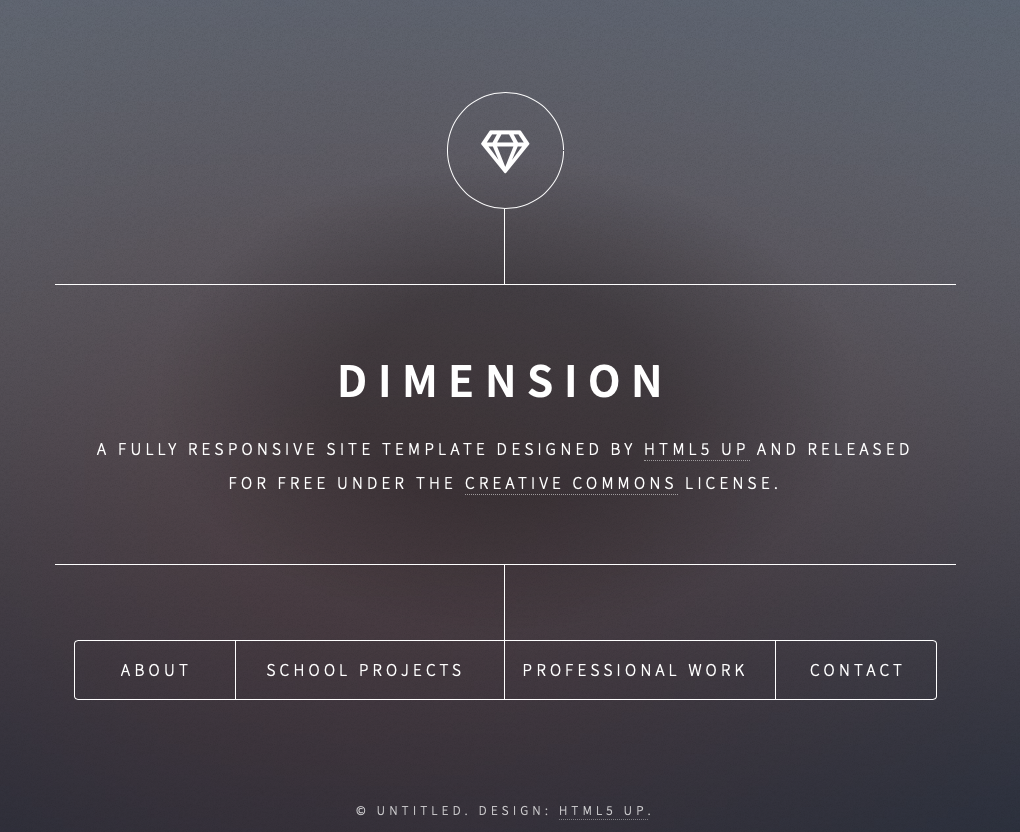 DIMENSION
A FULLY RESPONSIVE SITE TEMPLATE DESIGNED BY HTML5 UP AND RELEASED
FOR FREE UNDER THE CREATIVE COMMONS LICENSE.
ABOUT SCHOOL PROJECTS PROFESSIONAL WORK CONTACT
© UNTITLED. DESIGN: HTML5 UP.